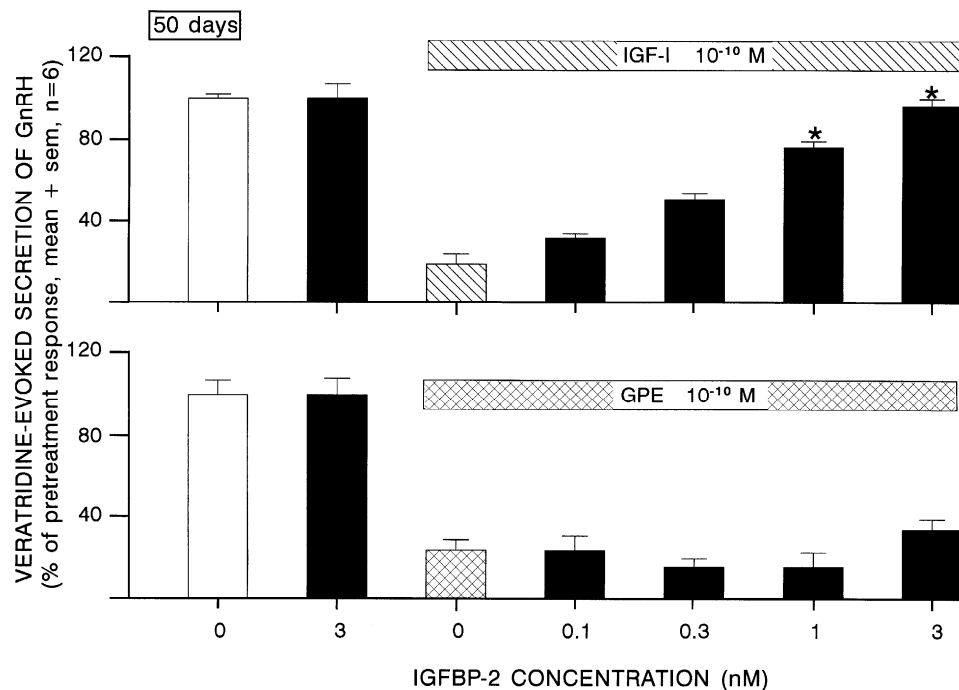 50 days
VERATRIDINE-EVOKED SECRETION OF GnRH
(% of pretreatment response, mean + sem, n=6)
120
80
40
IGF-I 10⁻¹⁰ M
*
*
120
80
40
GPE 10⁻¹⁰ M
0 3 0 0.1 0.3 1 3
IGFBP-2 CONCENTRATION (nM)